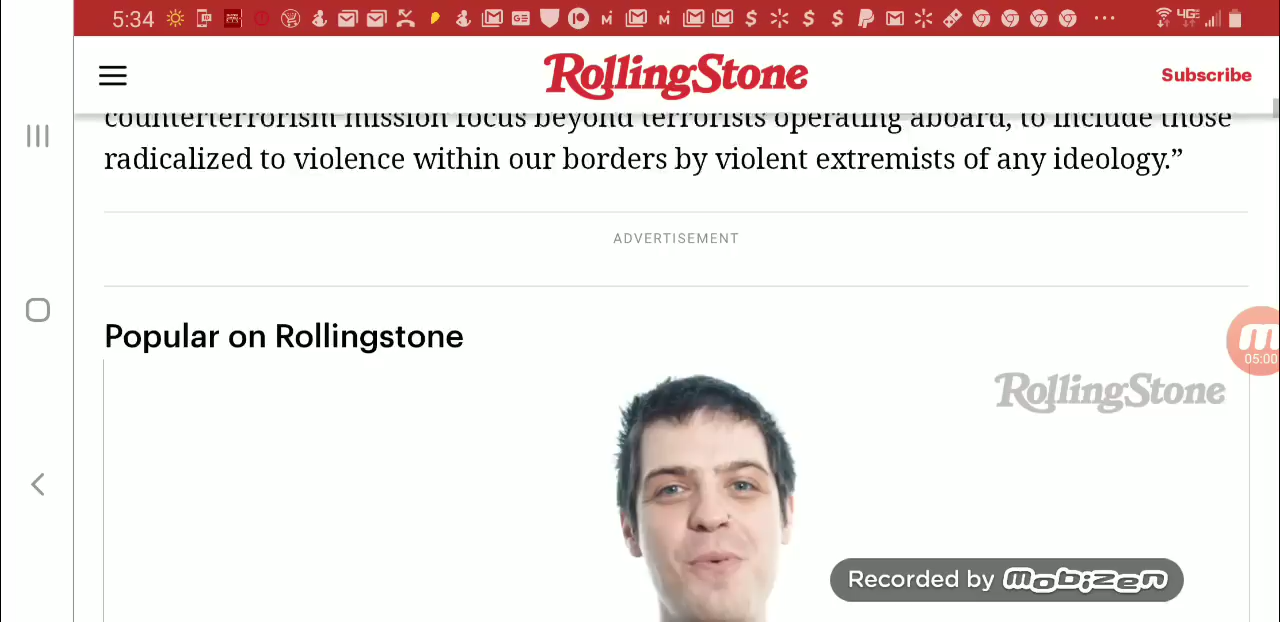 5:34
4GE
RollingStone
Subscribe
counterterrorism mission focus beyond terrorists operating aboard, to include those
radicalized to violence within our borders by violent extremists of any ideology.”
ADVERTISEMENT
Popular on Rollingstone
m
05:00
RollingStone
Recorded by mobizen